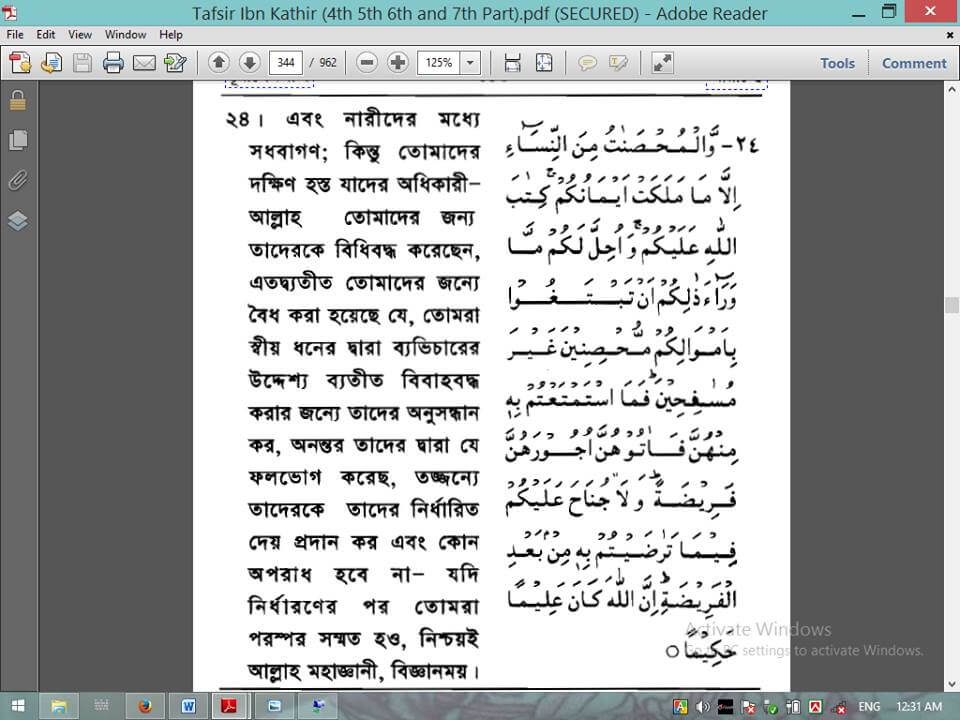 Tafsir Ibn Kathir (4th 5th 6th and 7th Part).pdf (SECURED) - Adobe Reader
File Edit View Window Help
344 / 962 125% Tools Comment
২৪। এবং নারীদের মধ্যে
সধবাগণ; কিন্তু তোমাদের
দক্ষিণ হস্ত যাদের অধিকারী–
আল্লাহ তোমাদের জন্য
তাদেরকে বিধিবদ্ধ করেছেন,
এতদ্ব্যতীত তোমাদের জন্যে
বৈধ করা হয়েছে যে, তোমরা
স্বীয় ধনের দ্বারা ব্যভিচারের
উদ্দেশ্য ব্যতীত বিবাহবদ্ধ
করার জন্যে তাদের অনুসন্ধান
কর, অনন্তর তাদের দ্বারা যে
ফলভোগ করেছ, তজ্জন্যে
তাদেরকে তাদের নির্ধারিত
দেয় প্রদান কর এবং কোন
অপরাধ হবে না– যদি
নির্ধারণের পর তোমরা
পরস্পর সম্মত হও, নিশ্চয়ই
আল্লাহ মহাজ্ঞানী, বিজ্ঞানময়।
٢٤- وَّالْمُحْصَنٰتُ مِنَ النِّسَآءِ
اِلَّا مَا مَلَكَتْ اَيْمَانُكُمْ ۚ كِتٰبَ
اللّٰهِ عَلَيْكُمْ ۚ وَاُحِلَّ لَكُمْ مَّا
وَرَآءَ ذٰلِكُمْ اَنْ تَبْتَغُوْا
بِاَمْوَالِكُمْ مُّحْصِنِيْنَ غَيْرَ
مُسٰفِحِيْنَ ؕ فَمَا اسْتَمْتَعْتُمْ بِهٖ
مِنْهُنَّ فَاٰتُوْهُنَّ اُجُوْرَهُنَّ
فَرِيْضَةً ؕ وَلَا جُنَاحَ عَلَيْكُمْ
فِيْمَا تَرٰضَيْتُمْ بِهٖ مِنْۢ بَعْدِ
الْفَرِيْضَةِ ؕ اِنَّ اللّٰهَ كَانَ عَلِيْمًا
حَكِيْمًا ○
Activate Windows
Go to PC settings to activate Windows.
ENG 12:31 AM